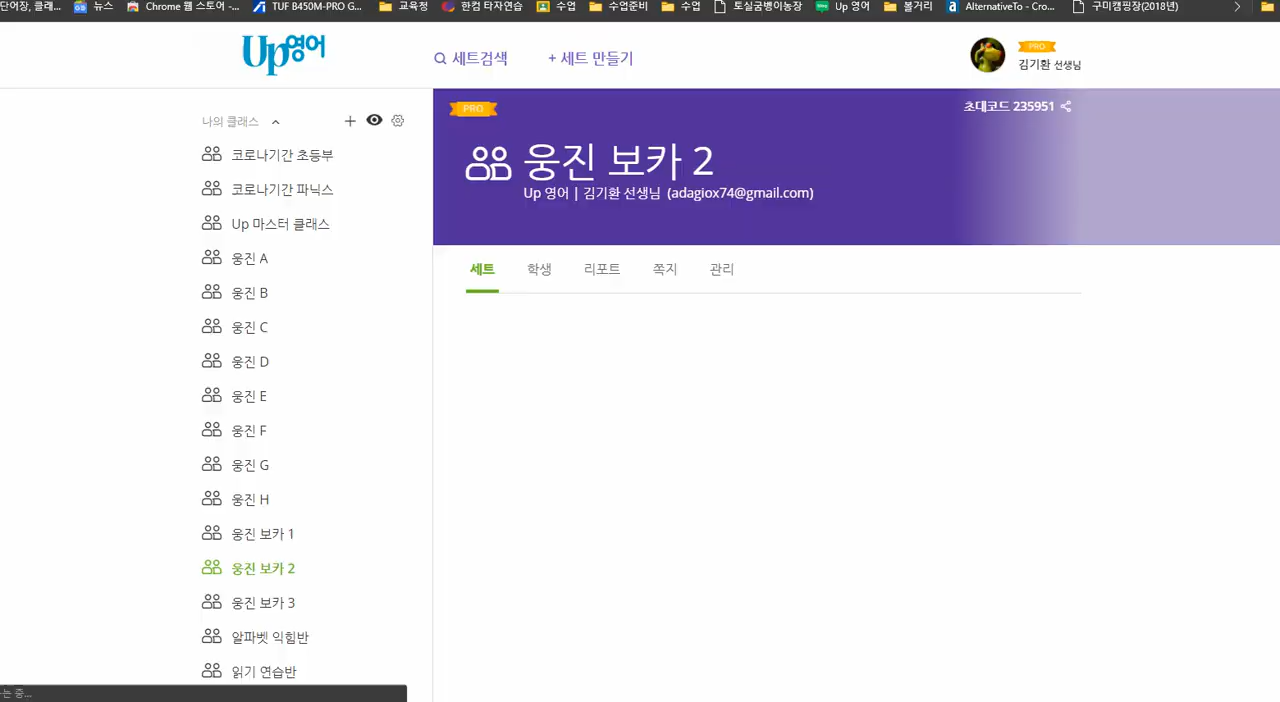 단어장, 클래... 뉴스 Chrome 웹 스토어 -... TUF B450M-PRO G... 교육청 한컴 타자연습 수업 수업준비 수업 토실굼벵이농장 Up 영어 볼거리 AlternativeTo - Cro... 구미캠핑장(2018년)
Up영어
세트검색
+ 세트 만들기
PRO
김기환 선생님
나의 클래스
코로나기간 초등부
코로나기간 파닉스
Up 마스터 클래스
웅진 A
웅진 B
웅진 C
웅진 D
웅진 E
웅진 F
웅진 G
웅진 H
웅진 보카 1
웅진 보카 2
웅진 보카 3
알파벳 익힘반
읽기 연습반
는 중...
PRO
초대코드 235951
웅진 보카 2
Up 영어 | 김기환 선생님 (adagiox74@gmail.com)
세트 학생 리포트 쪽지 관리